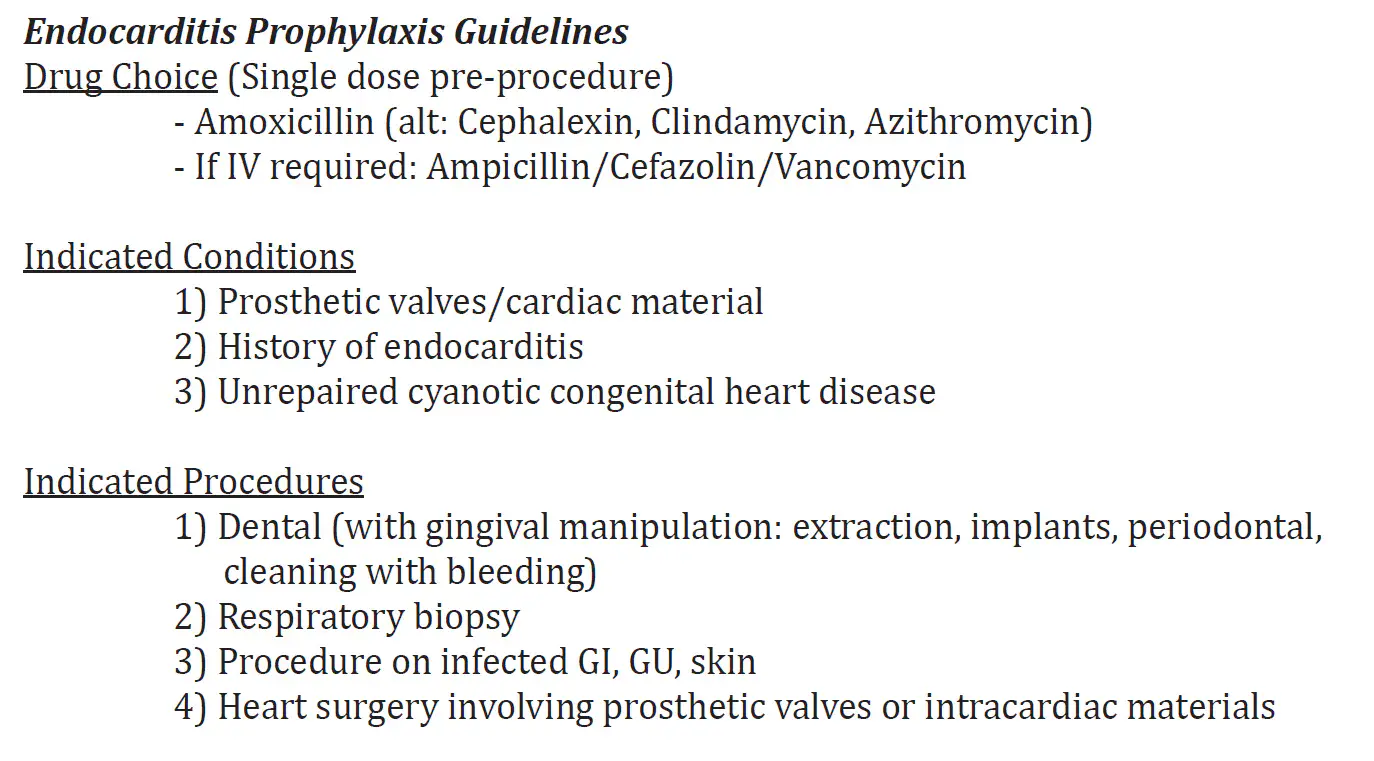 Endocarditis Prophylaxis Guidelines
Drug Choice (Single dose pre-procedure)
- Amoxicillin (alt: Cephalexin, Clindamycin, Azithromycin)
- If IV required: Ampicillin/Cefazolin/Vancomycin
Indicated Conditions
1) Prosthetic valves/cardiac material
2) History of endocarditis
3) Unrepaired cyanotic congenital heart disease
Indicated Procedures
1) Dental (with gingival manipulation: extraction, implants, periodontal,
cleaning with bleeding)
2) Respiratory biopsy
3) Procedure on infected GI, GU, skin
4) Heart surgery involving prosthetic valves or intracardiac materials